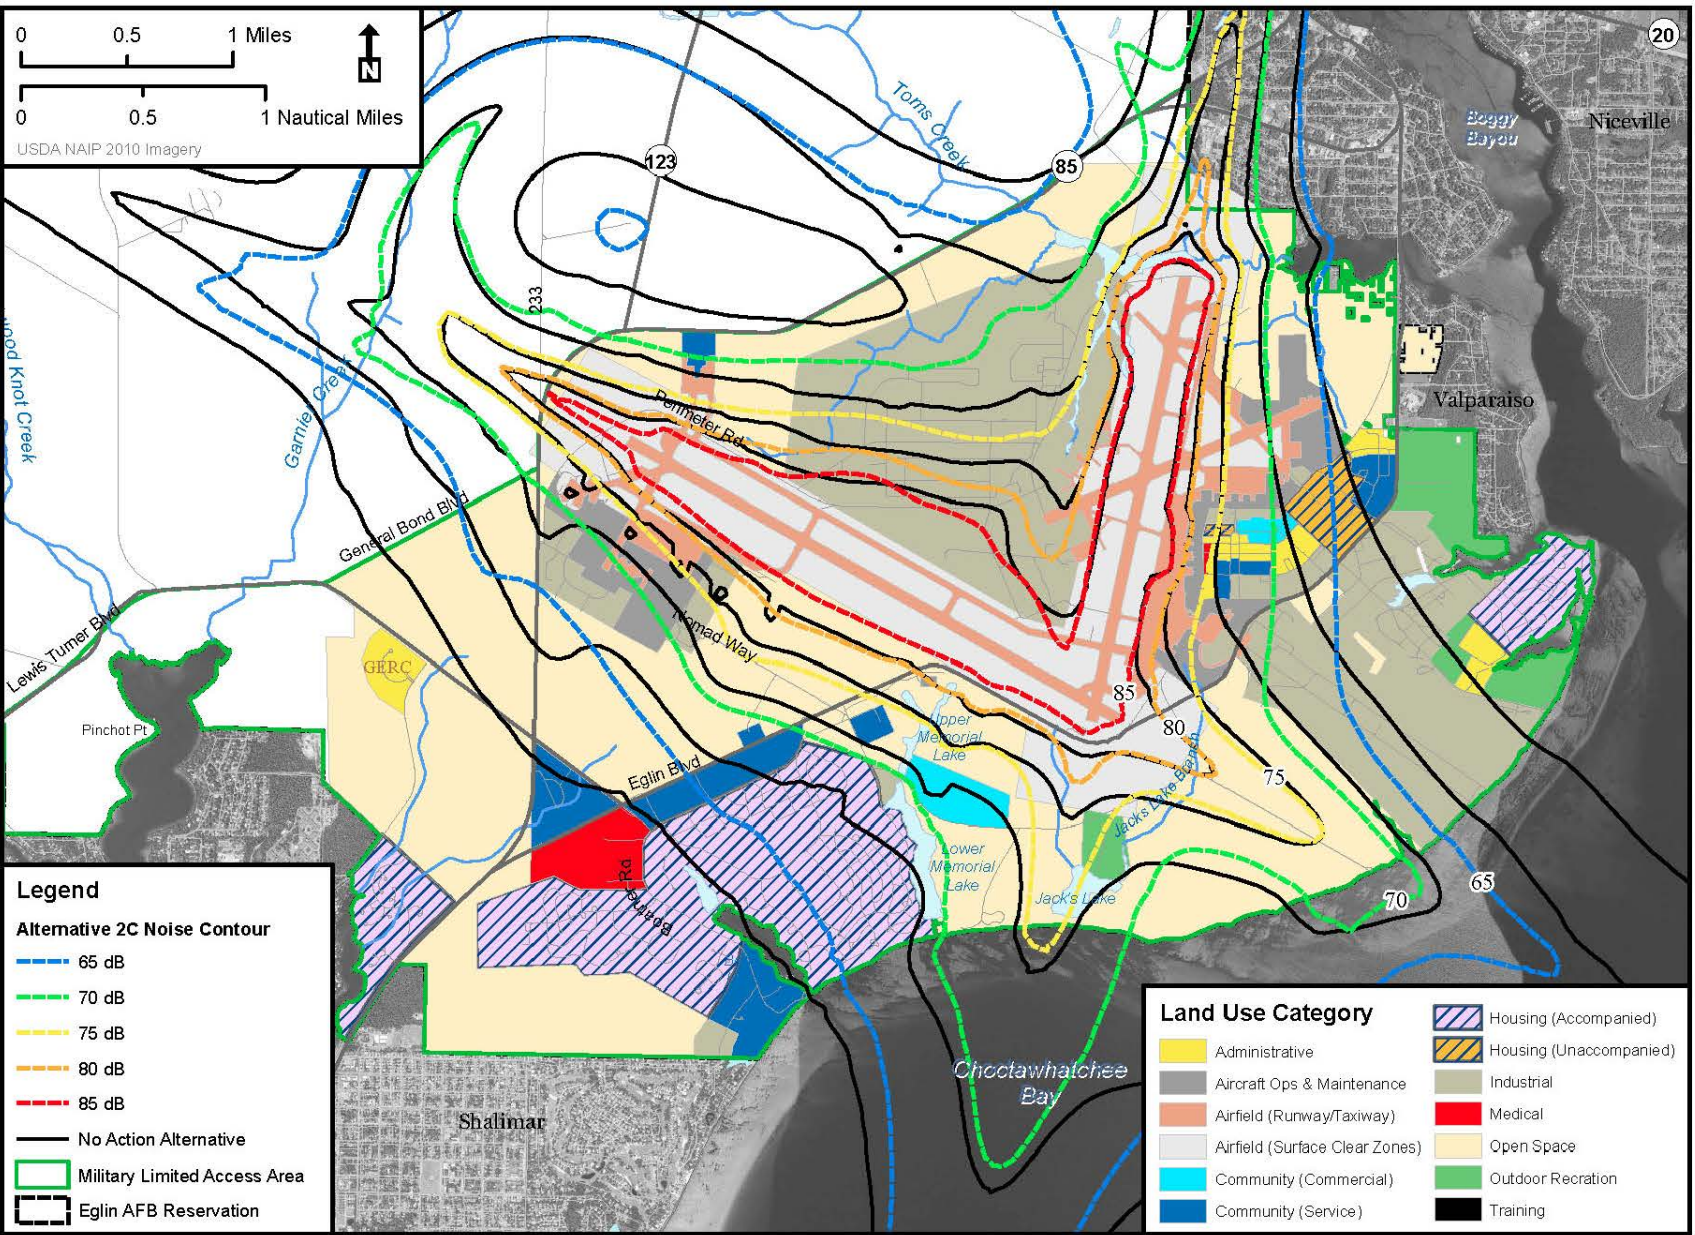 0 0.5 1 Miles
0 0.5 1 Nautical Miles
USDA NAIP 2010 Imagery
N
20
Toms Creek
Boggy
Bayou
Niceville
123
85
233
Garnie Creek
wood Knot Creek
Perimeter Rd
Valparaiso
General Bond Blvd
Lewis Turner Blvd
Nomad Way
GERC
Pinchot Pt
85
80
75
Upper
Memorial
Lake
Eglin Blvd
Jacks Lake Branch
Lower
Memorial
Lake
Jack's Lake
Boatner Rd
65
70
Choctawhatchee
Bay
Shalimar
Legend
Alternative 2C Noise Contour
65 dB
70 dB
75 dB
80 dB
85 dB
No Action Alternative
Military Limited Access Area
Eglin AFB Reservation
Land Use Category
Administrative
Aircraft Ops & Maintenance
Airfield (Runway/Taxiway)
Airfield (Surface Clear Zones)
Community (Commercial)
Community (Service)
Housing (Accompanied)
Housing (Unaccompanied)
Industrial
Medical
Open Space
Outdoor Recration
Training